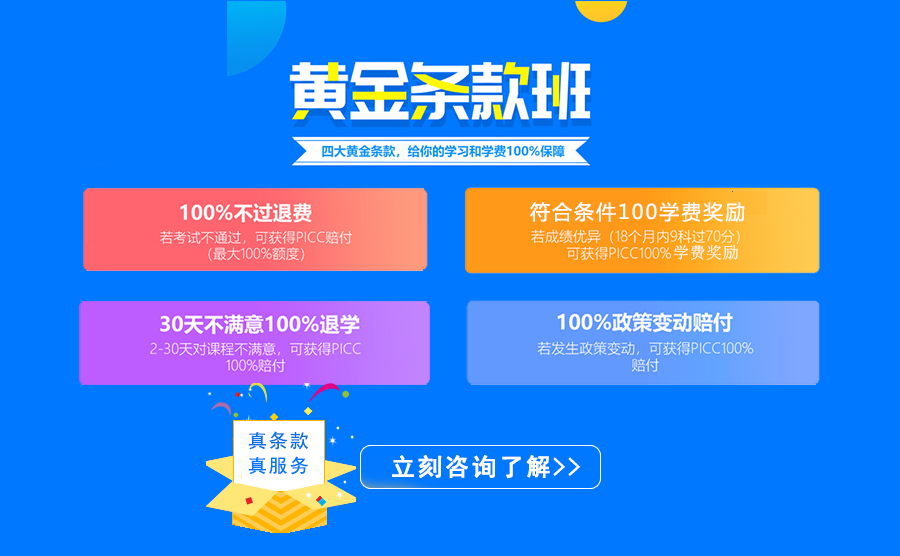 黄金条款班
四大黄金条款，给你的学习和学费100%保障
100%不过退费
若考试不通过，可获得PICC赔付
（最大100%额度）
符合条件100学费奖励
若成绩优异（18个月内9科过70分）
可获得PICC100%学费奖励
30天不满意100%退学
2-30天对课程不满意，可获得PICC
100%赔付
100%政策变动赔付
若发生政策变动，可获得PICC100%
赔付
真条款
真服务
立刻咨询了解>>